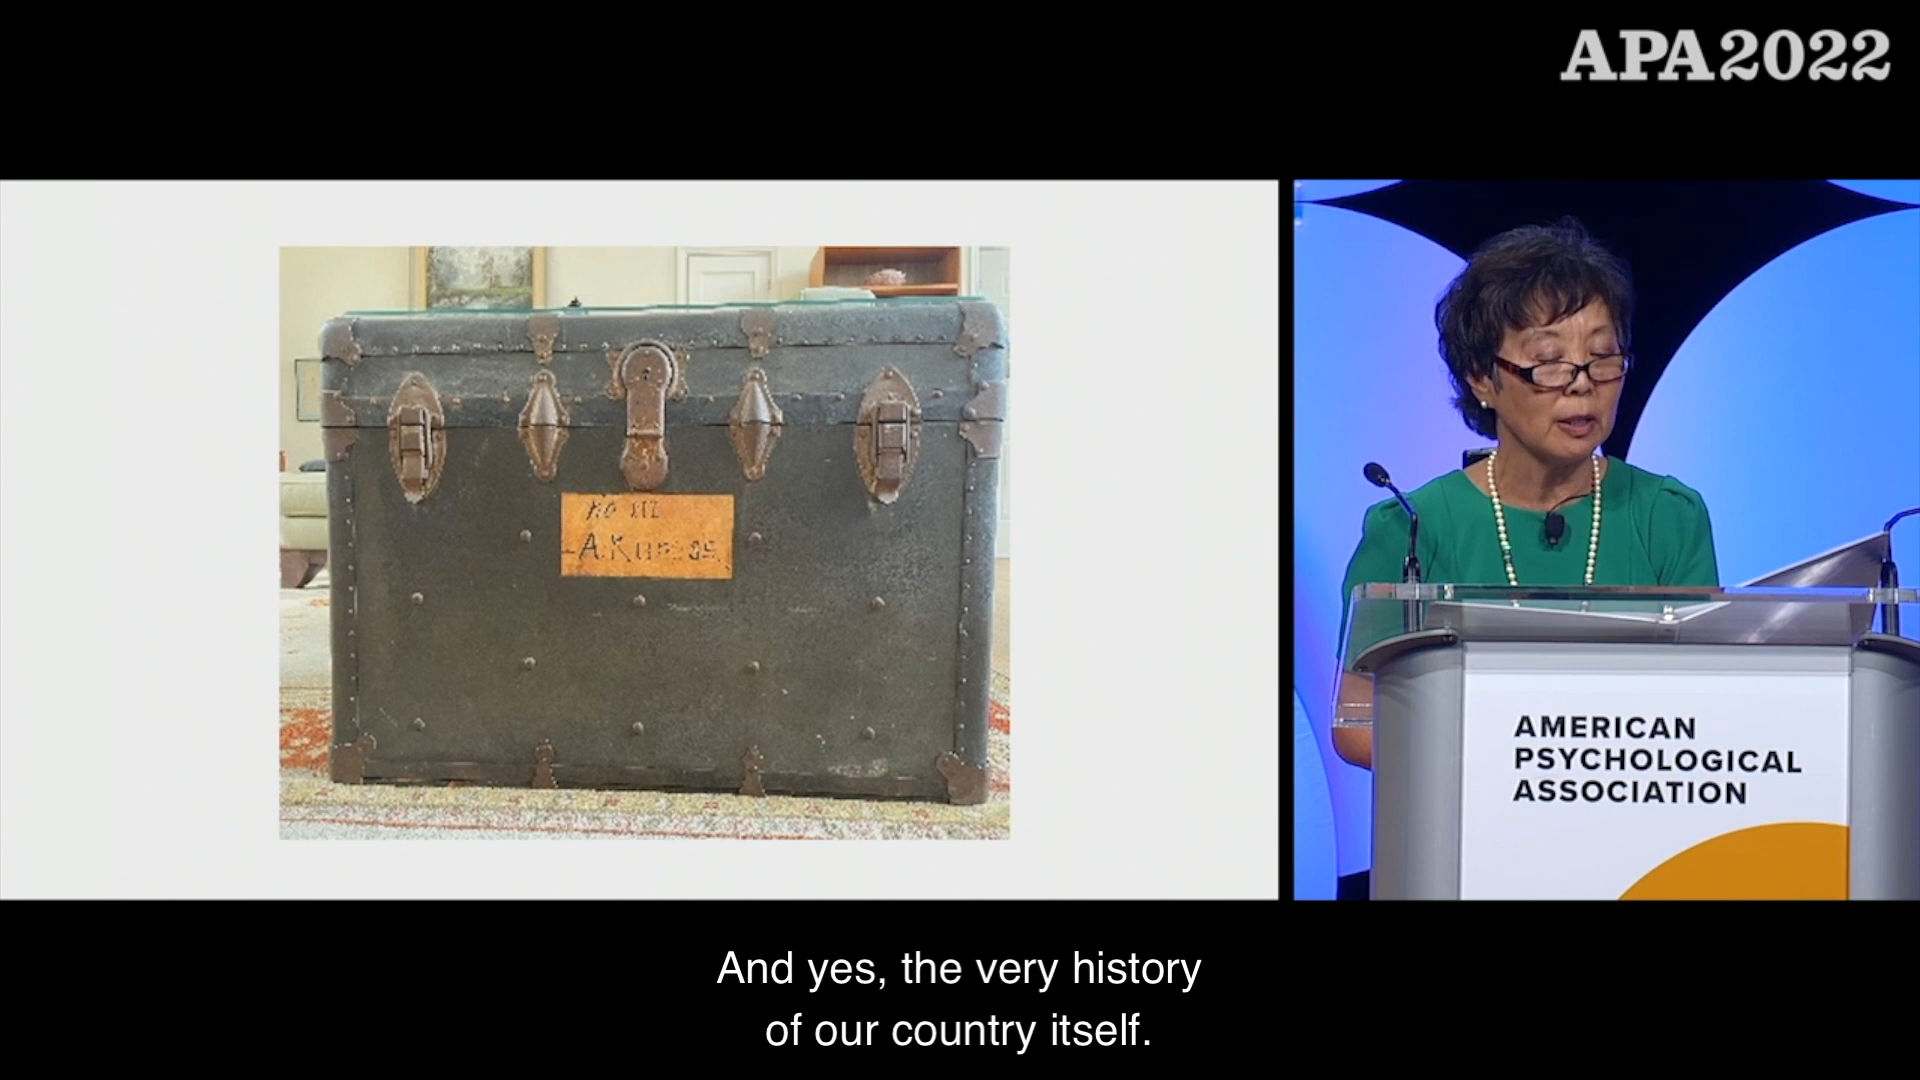 APA2022
AMERICAN
PSYCHOLOGICAL
ASSOCIATION
And yes, the very history
of our country itself.